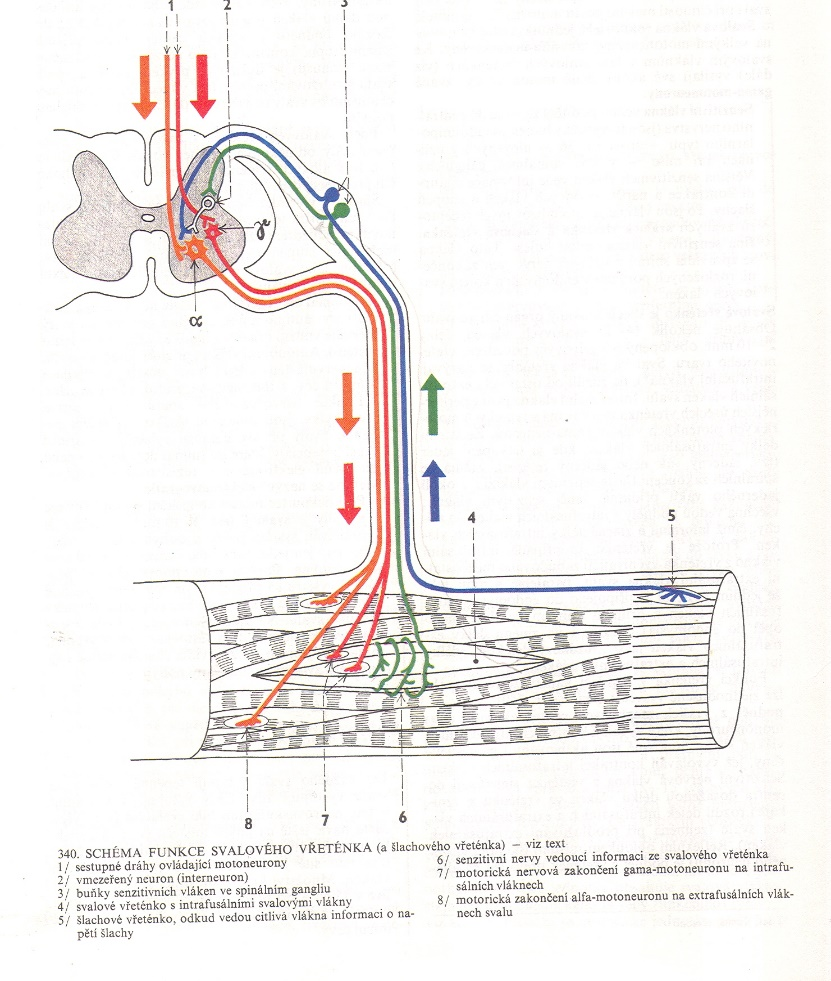 1
2
3
γ
α
4
5
8
7
6
340. SCHÉMA FUNKCE SVALOVÉHO VŘETÉNKA (a šlachového vřeténka) — viz text
1/ sestupné dráhy ovládající motoneurony
2/ vmezeřený neuron (interneuron)
3/ buňky senzitivních vláken ve spinálním gangliu
4/ svalové vřeténko s intrafusálními svalovými vlákny
5/ šlachové vřeténko, odkud vedou citlivá vlákna informaci o na-
pětí šlachy
6/ senzitivní nervy vedoucí informaci ze svalového vřeténka
7/ motorická nervová zakončení gama-motoneuronu na intrafu-
sálních vláknech
8/ motorická zakončení alfa-motoneuronu na extrafusálních vlák-
nech svalu